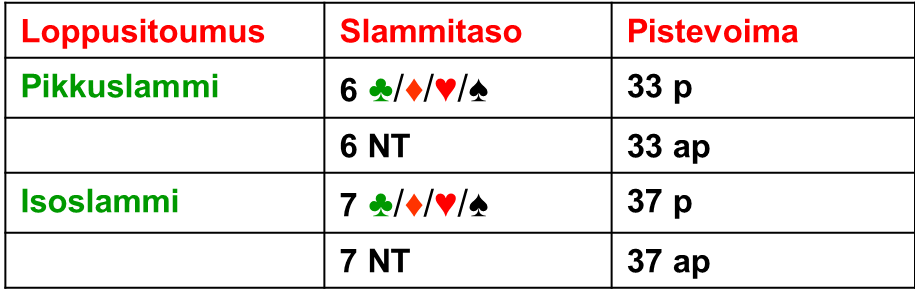 Loppusitoumus Slammitaso Pistevoima
Pikkuslammi 6 ♣/♦/♥/♠ 33 p
6 NT 33 ap
Isoslammi 7 ♣/♦/♥/♠ 37 p
7 NT 37 ap